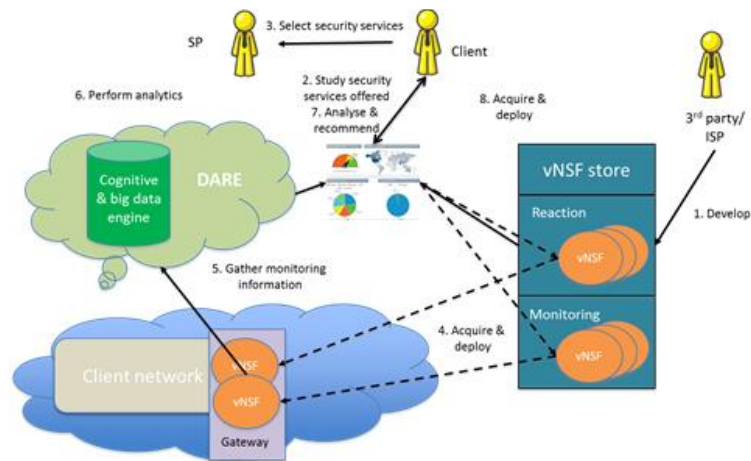 3. Select security services
SP
Client
6. Perform analytics
2. Study security
services offered
7. Analyse &
recommend
8. Acquire &
deploy
3rd party/
ISP
DARE
Cognitive
& big data
engine
vNSF store
Reaction
vNSF
1. Develop
5. Gather monitoring
information
Monitoring
vNSF
4. Acquire &
deploy
Client network
vNSF
vNSF
Gateway